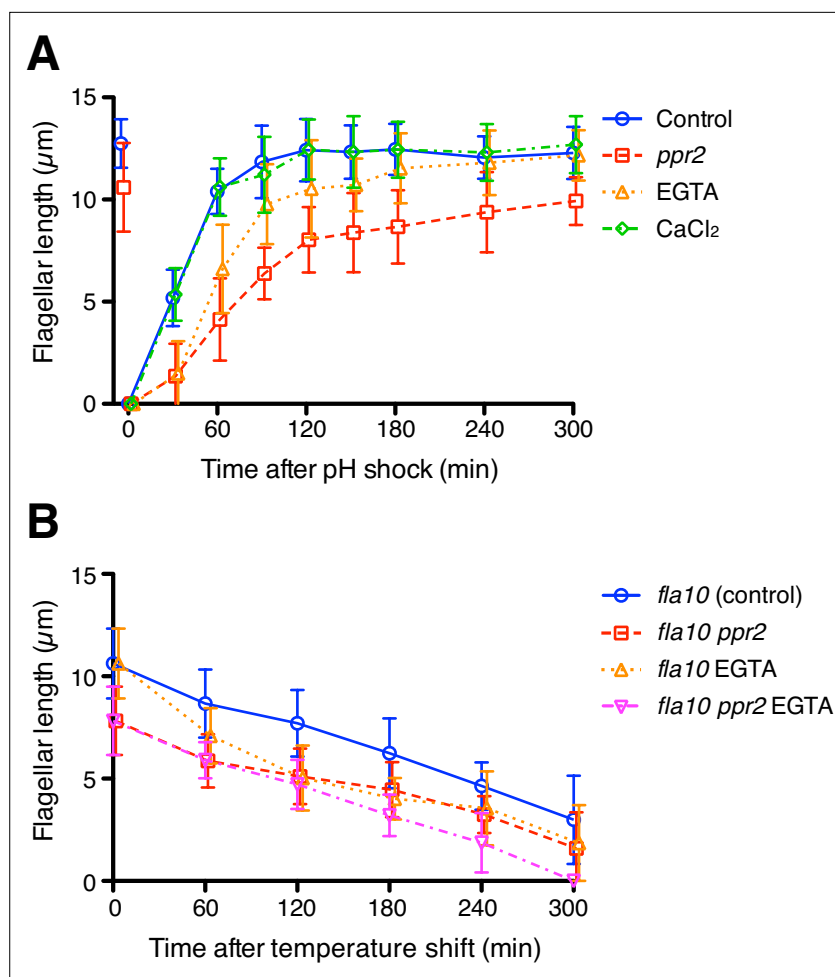 A
15
10
5
0
Flagellar length (µm)
0 60 120 180 240 300
Time after pH shock (min)
Control
ppr2
EGTA
CaCl₂
B
15
10
5
0
Flagellar length (µm)
0 60 120 180 240 300
Time after temperature shift (min)
fla10 (control)
fla10 ppr2
fla10 EGTA
fla10 ppr2 EGTA